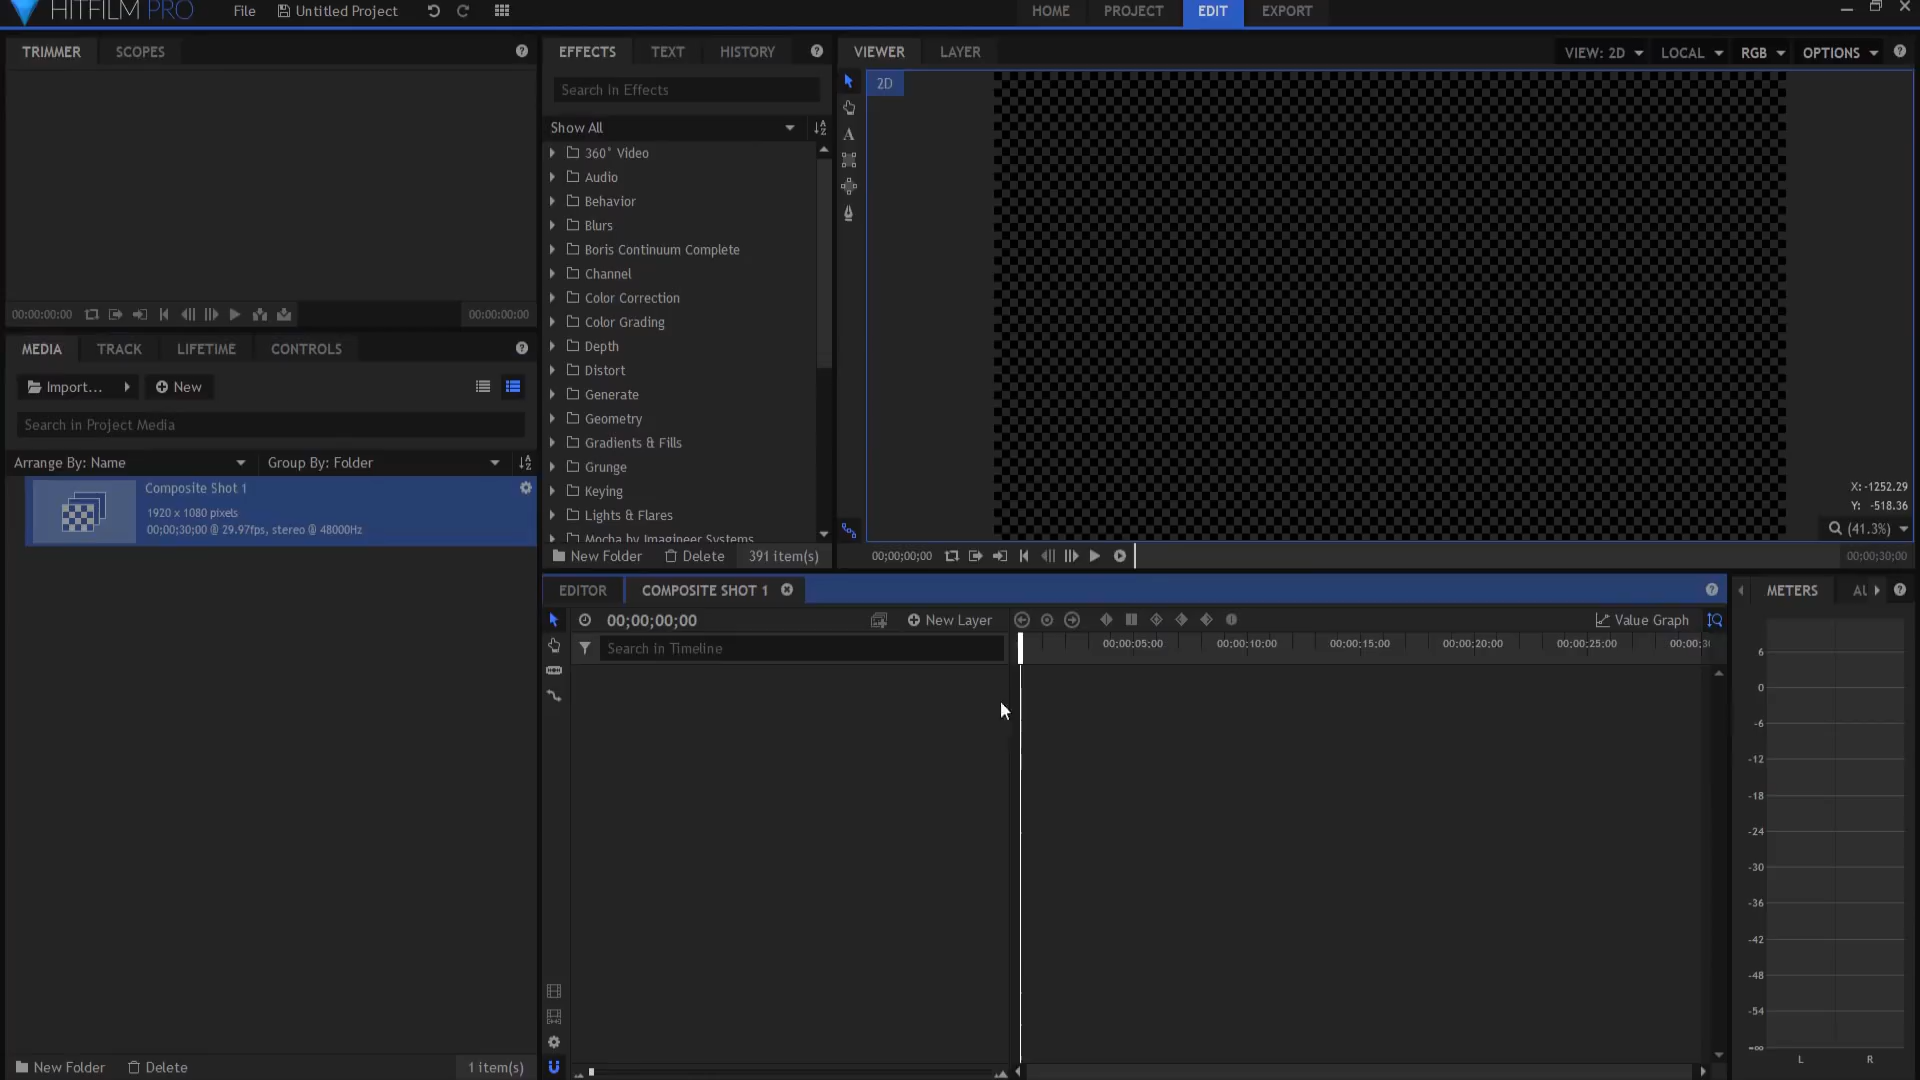 HITFILM PRO File Untitled Project HOME PROJECT EDIT EXPORT
TRIMMER SCOPES
00:00:00:00 00:00:00:00
MEDIA TRACK LIFETIME CONTROLS
Import... New
Search in Project Media
Arrange By: Name Group By: Folder
Composite Shot 1
1920 x 1080 pixels
00;00;30;00 @ 29.97fps, stereo @ 48000Hz
New Folder Delete 1 item(s)
EFFECTS TEXT HISTORY
Search In Effects
Show All
360° Video
Audio
Behavior
Blurs
Boris Continuum Complete
Channel
Color Correction
Color Grading
Depth
Distort
Generate
Geometry
Gradients & Fills
Grunge
Keying
Lights & Flares
Mocha by Imagineer Systems
New Folder Delete 391 item(s)
VIEWER LAYER VIEW: 2D LOCAL RGB OPTIONS
2D
A
X: -1252.29
Y: -518.36
(41.3%)
00;00;00;00 00;00;30;00
EDITOR COMPOSITE SHOT 1
00;00;00;00 New Layer Value Graph
Search in Timeline
00;00;05;00 00;00;10;00 00;00;15;00 00;00;20;00 00;00;25;00
METERS
6
0
-6
-12
-18
-24
-30
-36
-42
-48
-54
-∞
L R